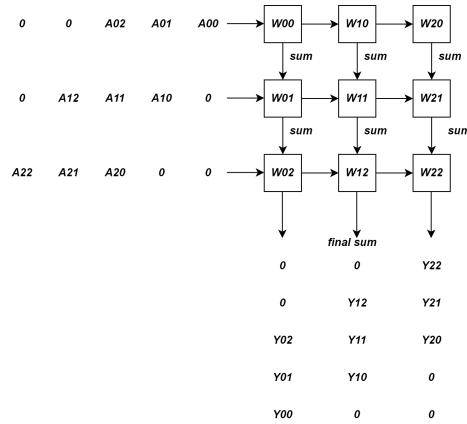 0 0 A02 A01 A00 W00 W10 W20
sum sum sum
0 A12 A11 A10 0 W01 W11 W21
sum sum sum
A22 A21 A20 0 0 W02 W12 W22
final sum
0 0 Y22
0 Y12 Y21
Y02 Y11 Y20
Y01 Y10 0
Y00 0 0